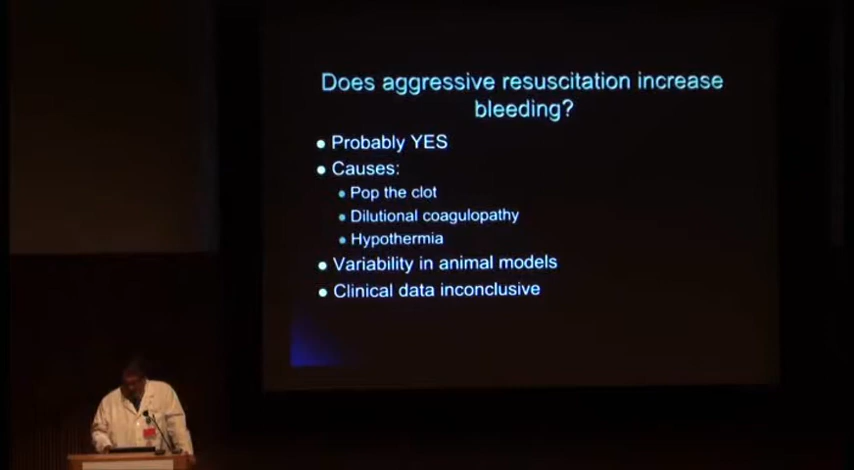 Does aggressive resuscitation increase
bleeding?
Probably YES
Causes:
Pop the clot
Dilutional coagulopathy
Hypothermia
Variability in animal models
Clinical data inconclusive